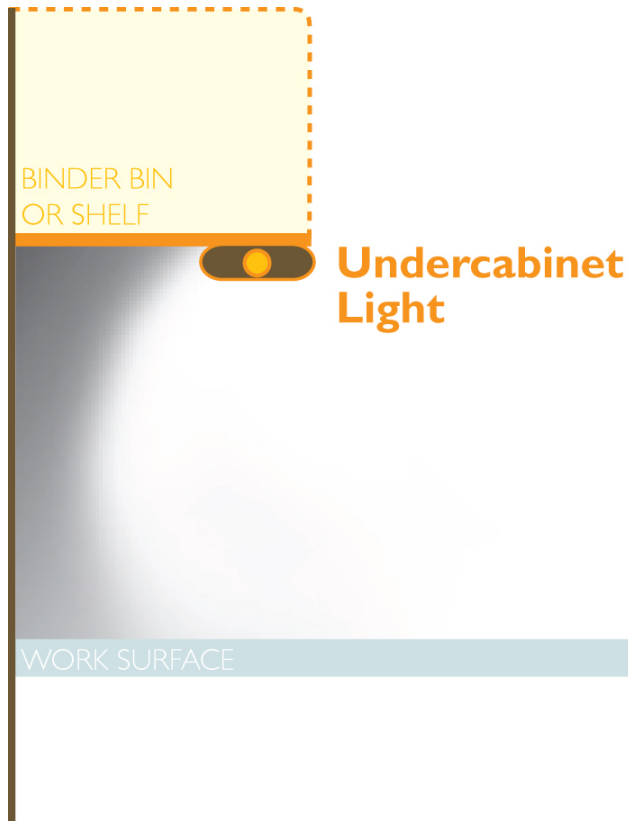 BINDER BIN
OR SHELF
Undercabinet
Light
WORK SURFACE